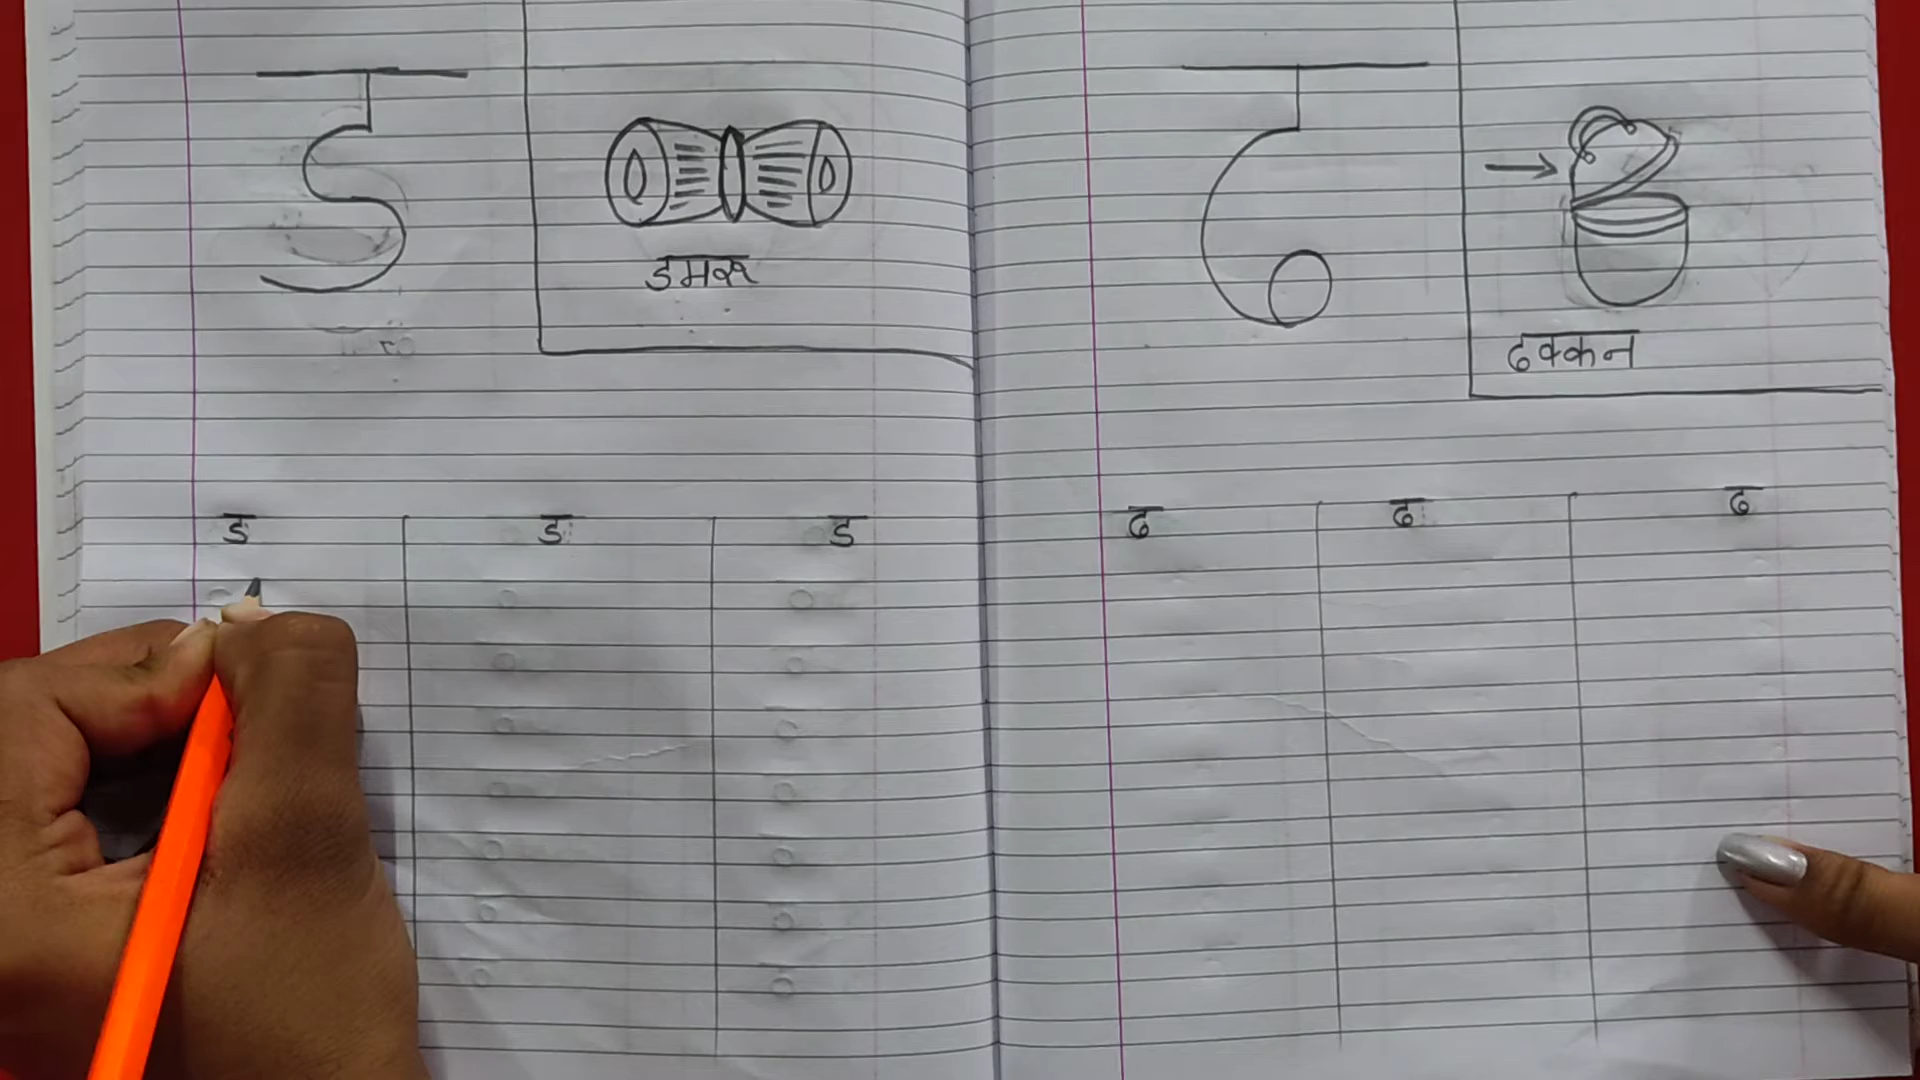 ड
डमरू
ड ड ड
ढ
ढक्कन
ढ ढ ढ